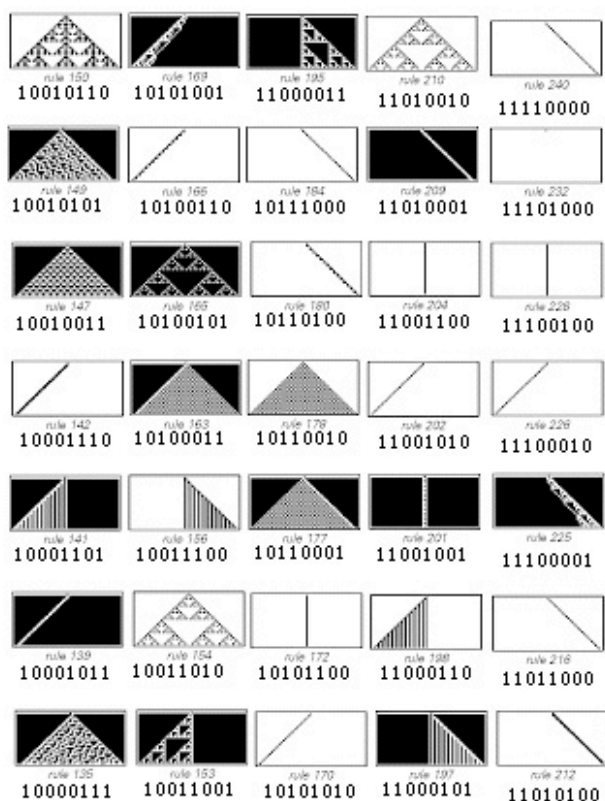 rule 150 rule 169 rule 195 rule 210 rule 240
10010110 10101001 11000011 11010010 11110000
rule 149 rule 166 rule 184 rule 209 rule 232
10010101 10100110 10111000 11010001 11101000
rule 147 rule 165 rule 180 rule 204 rule 228
10010011 10100101 10110100 11001100 11100100
rule 142 rule 163 rule 178 rule 202 rule 226
10001110 10100011 10110010 11001010 11100010
rule 141 rule 156 rule 177 rule 201 rule 225
10001101 10011100 10110001 11001001 11100001
rule 139 rule 154 rule 172 rule 198 rule 216
10001011 10011010 10101100 11000110 11011000
rule 135 rule 153 rule 170 rule 197 rule 212
10000111 10011001 10101010 11000101 11010100